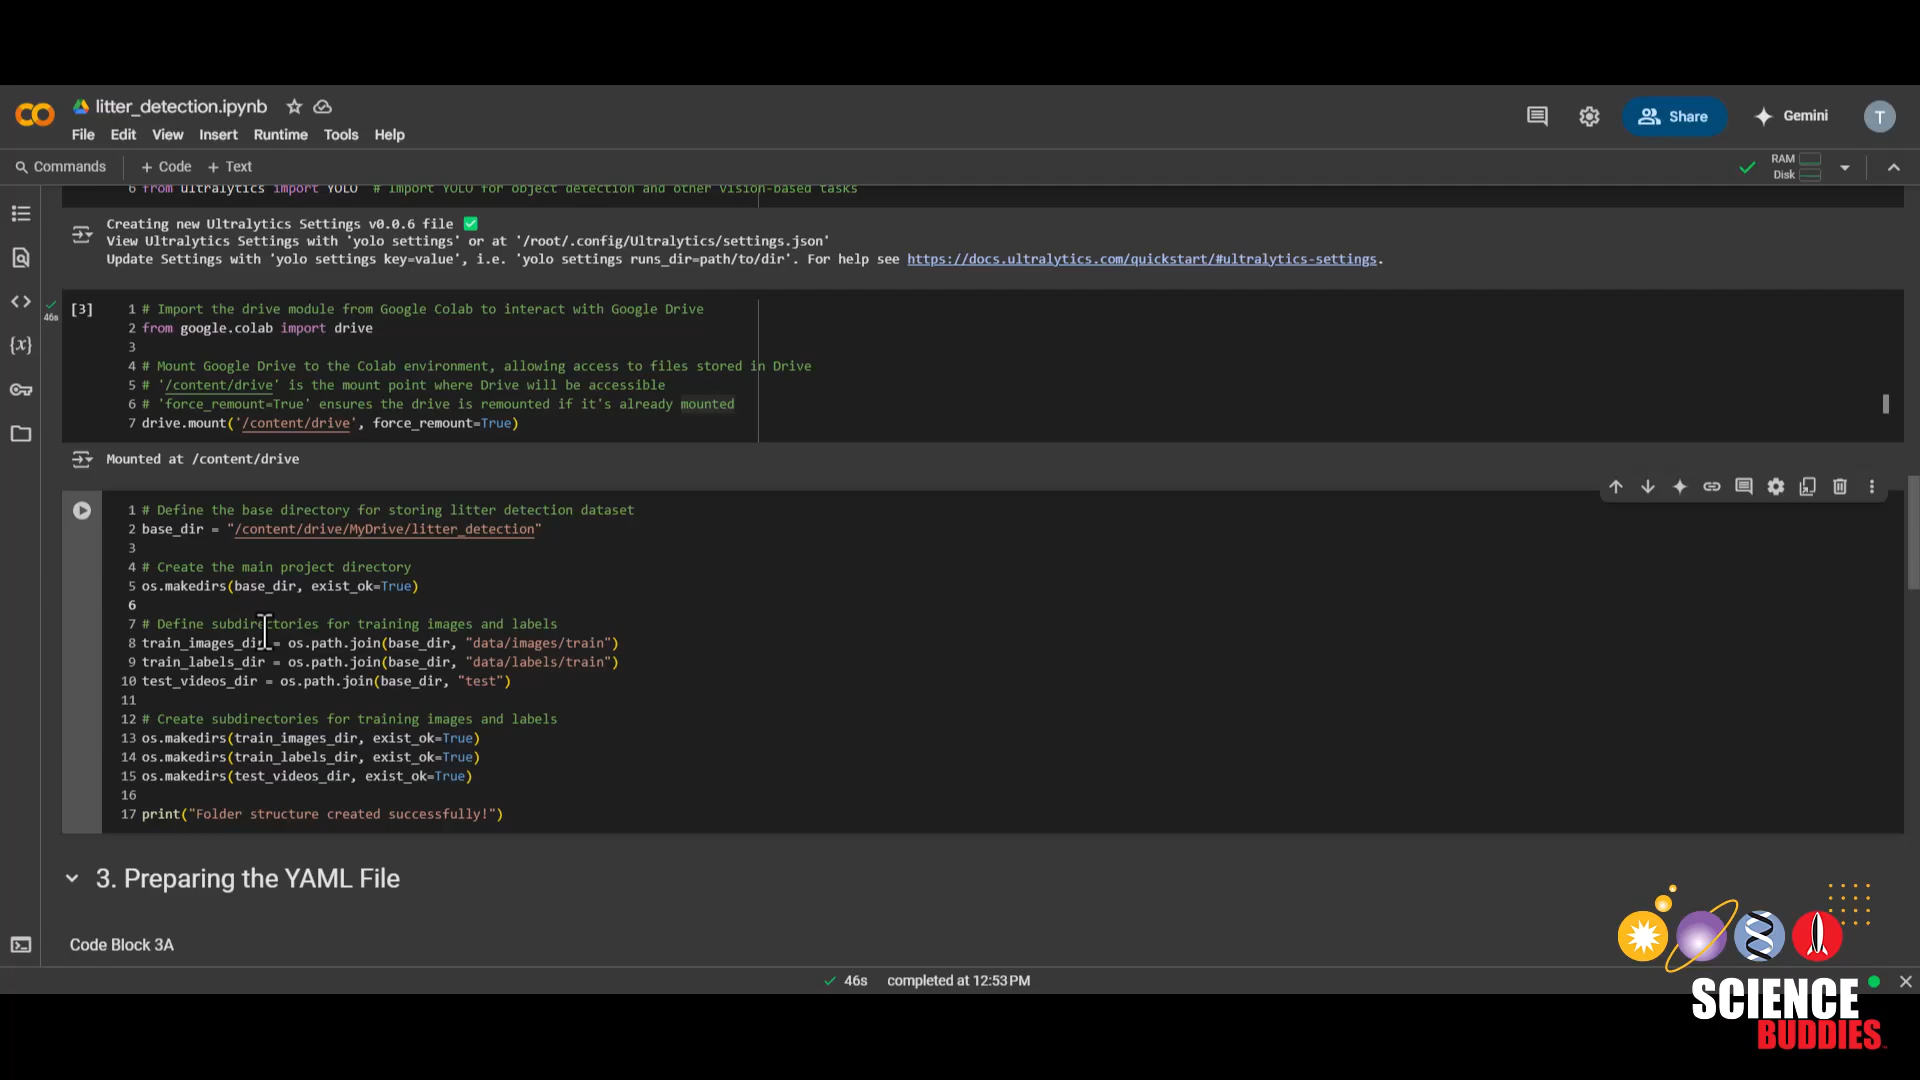 litter_detection.ipynb
File Edit View Insert Runtime Tools Help
Share
Gemini
T
Commands + Code + Text
RAM
Disk
6 from ultralytics import YOLO # Import YOLO for object detection and other vision-based tasks
Creating new Ultralytics Settings v0.0.6 file ✅
View Ultralytics Settings with 'yolo settings' or at '/root/.config/Ultralytics/settings.json'
Update Settings with 'yolo settings key=value', i.e. 'yolo settings runs_dir=path/to/dir'. For help see https://docs.ultralytics.com/quickstart/#ultralytics-settings.
46s
[3]
1 # Import the drive module from Google Colab to interact with Google Drive
2 from google.colab import drive
3
4 # Mount Google Drive to the Colab environment, allowing access to files stored in Drive
5 # '/content/drive' is the mount point where Drive will be accessible
6 # 'force_remount=True' ensures the drive is remounted if it's already mounted
7 drive.mount('/content/drive', force_remount=True)
Mounted at /content/drive
1 # Define the base directory for storing litter detection dataset
2 base_dir = "/content/drive/MyDrive/litter_detection"
3
4 # Create the main project directory
5 os.makedirs(base_dir, exist_ok=True)
6
7 # Define subdirectories for training images and labels
8 train_images_dir = os.path.join(base_dir, "data/images/train")
9 train_labels_dir = os.path.join(base_dir, "data/labels/train")
10 test_videos_dir = os.path.join(base_dir, "test")
11
12 # Create subdirectories for training images and labels
13 os.makedirs(train_images_dir, exist_ok=True)
14 os.makedirs(train_labels_dir, exist_ok=True)
15 os.makedirs(test_videos_dir, exist_ok=True)
16
17 print("Folder structure created successfully!")
3. Preparing the YAML File
Code Block 3A
46s completed at 12:53 PM
SCIENCE
BUDDIES